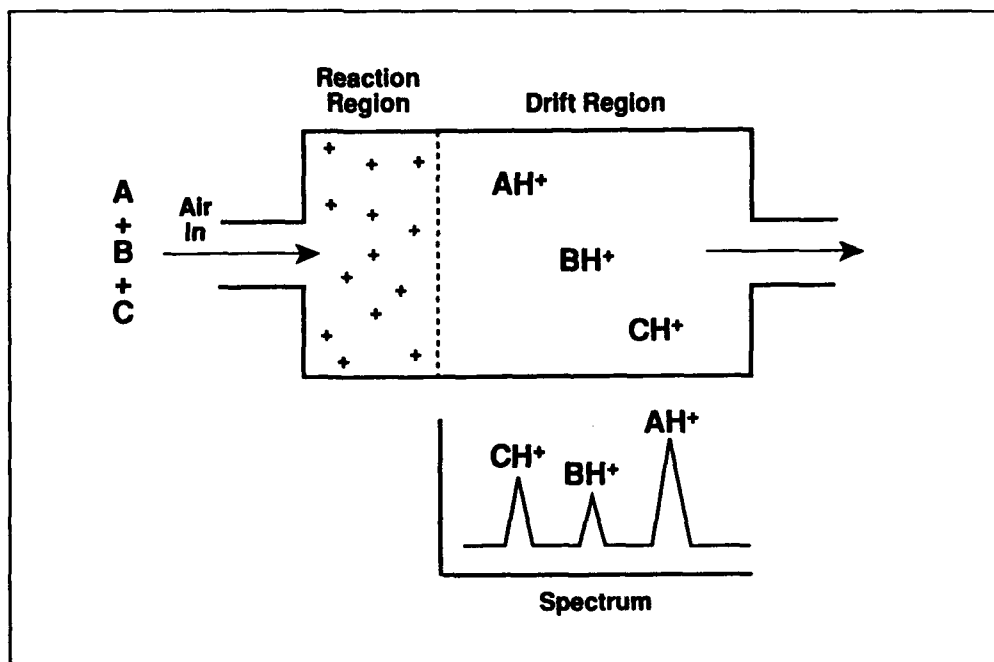 Reaction
Region
Drift Region
A
+
B
+
C
Air
In
+ + +
+ + +
+
+ +
+
+ +
+
AH+
BH+
CH+
CH+
BH+
AH+
Spectrum